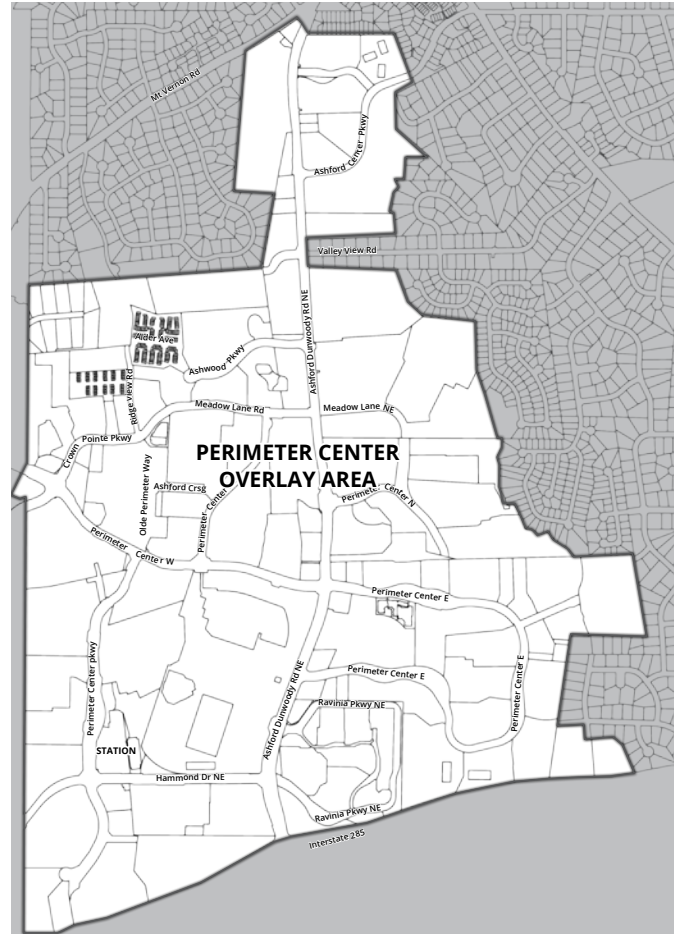 Mt Vernon Rd
Ashford Center Pkwy
Valley View Rd
Ashford Dunwoody Rd NE
Alder Ave
Ashwood Pkwy
Ridge view Rd
Meadow Lane Rd
Meadow Lane NE
Crown Pointe Pkwy
PERIMETER CENTER
OVERLAY AREA
Olde Perimeter Way
Ashford Crsg
Perimeter Center
Perimeter Center N
Perimeter Center W
Perimeter Center E
Perimeter Center pkwy
Perimeter Center E
Perimeter Center E
Ashford Dunwoody Rd NE
Ravinia Pkwy NE
STATION
Hammond Dr NE
Ravinia Pkwy NE
Interstate 285